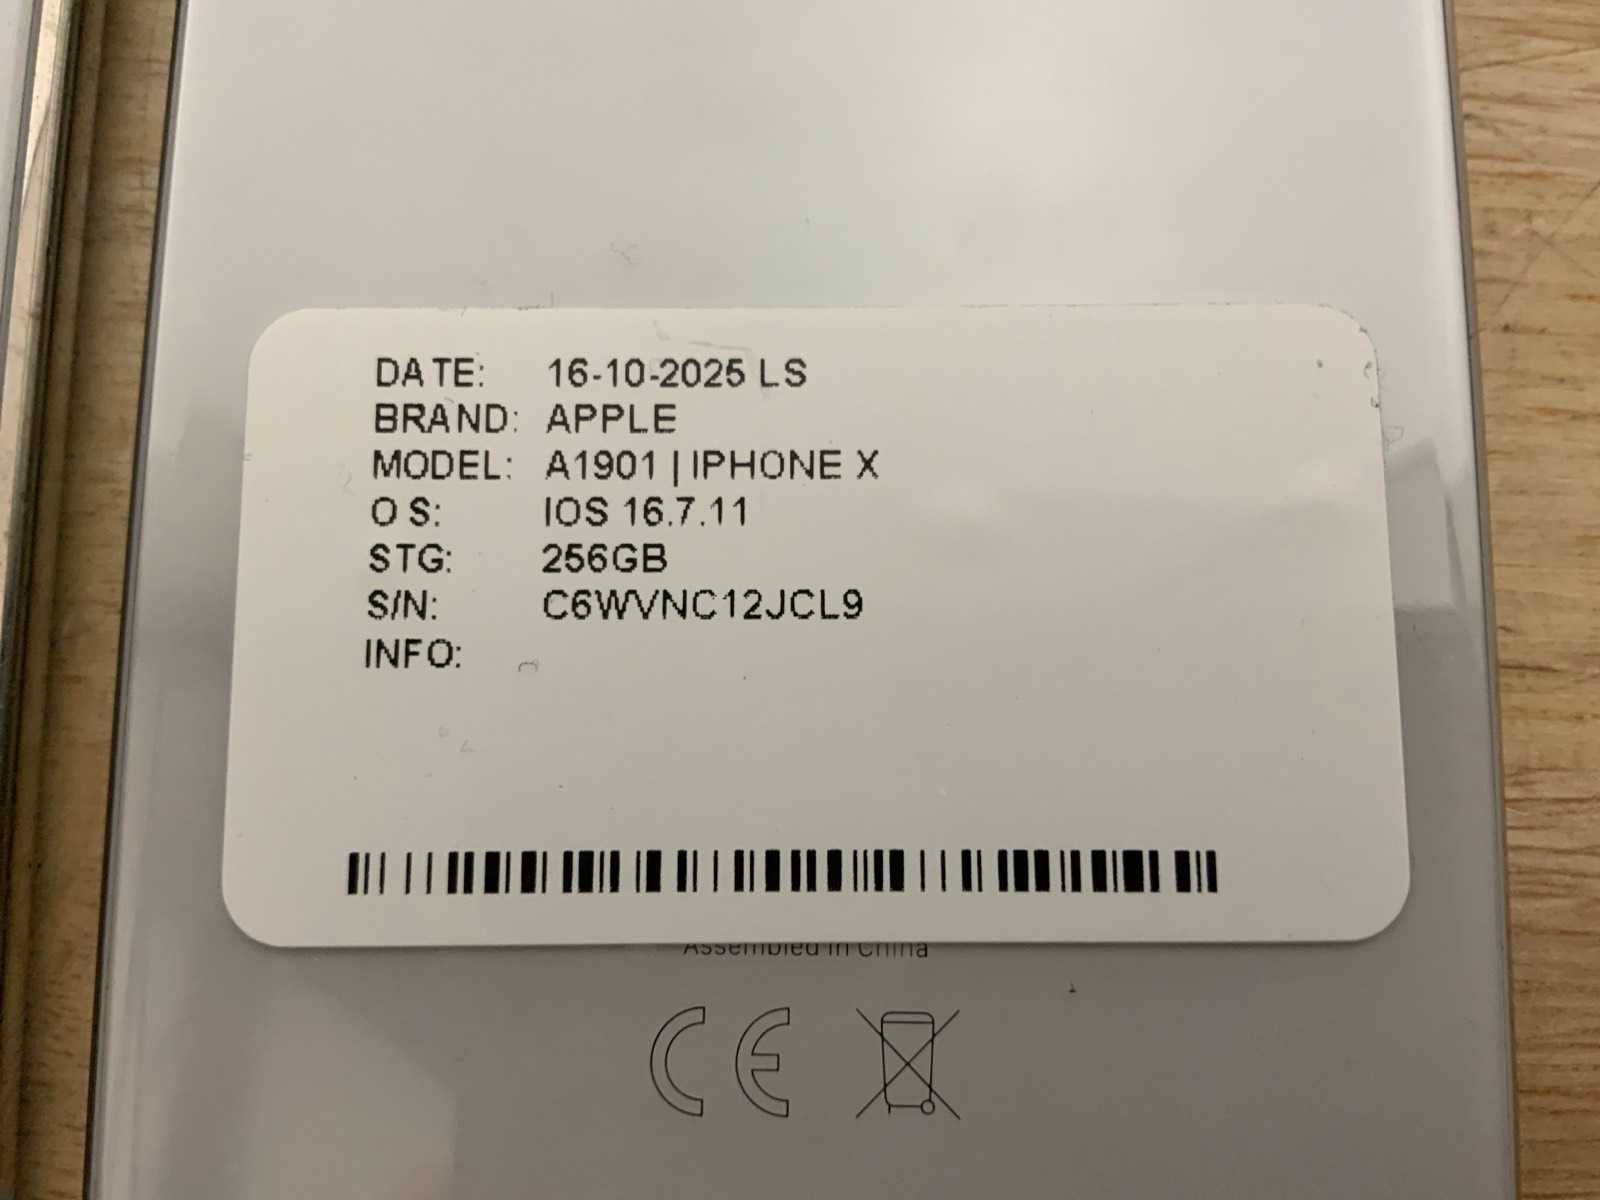 DATE: 16-10-2025 LS
BRAND: APPLE
MODEL: A1901 | IPHONE X
OS: IOS 16.7.11
STG: 256GB
S/N: C6WVNC12JCL9
INFO:
Assembled in China
CE